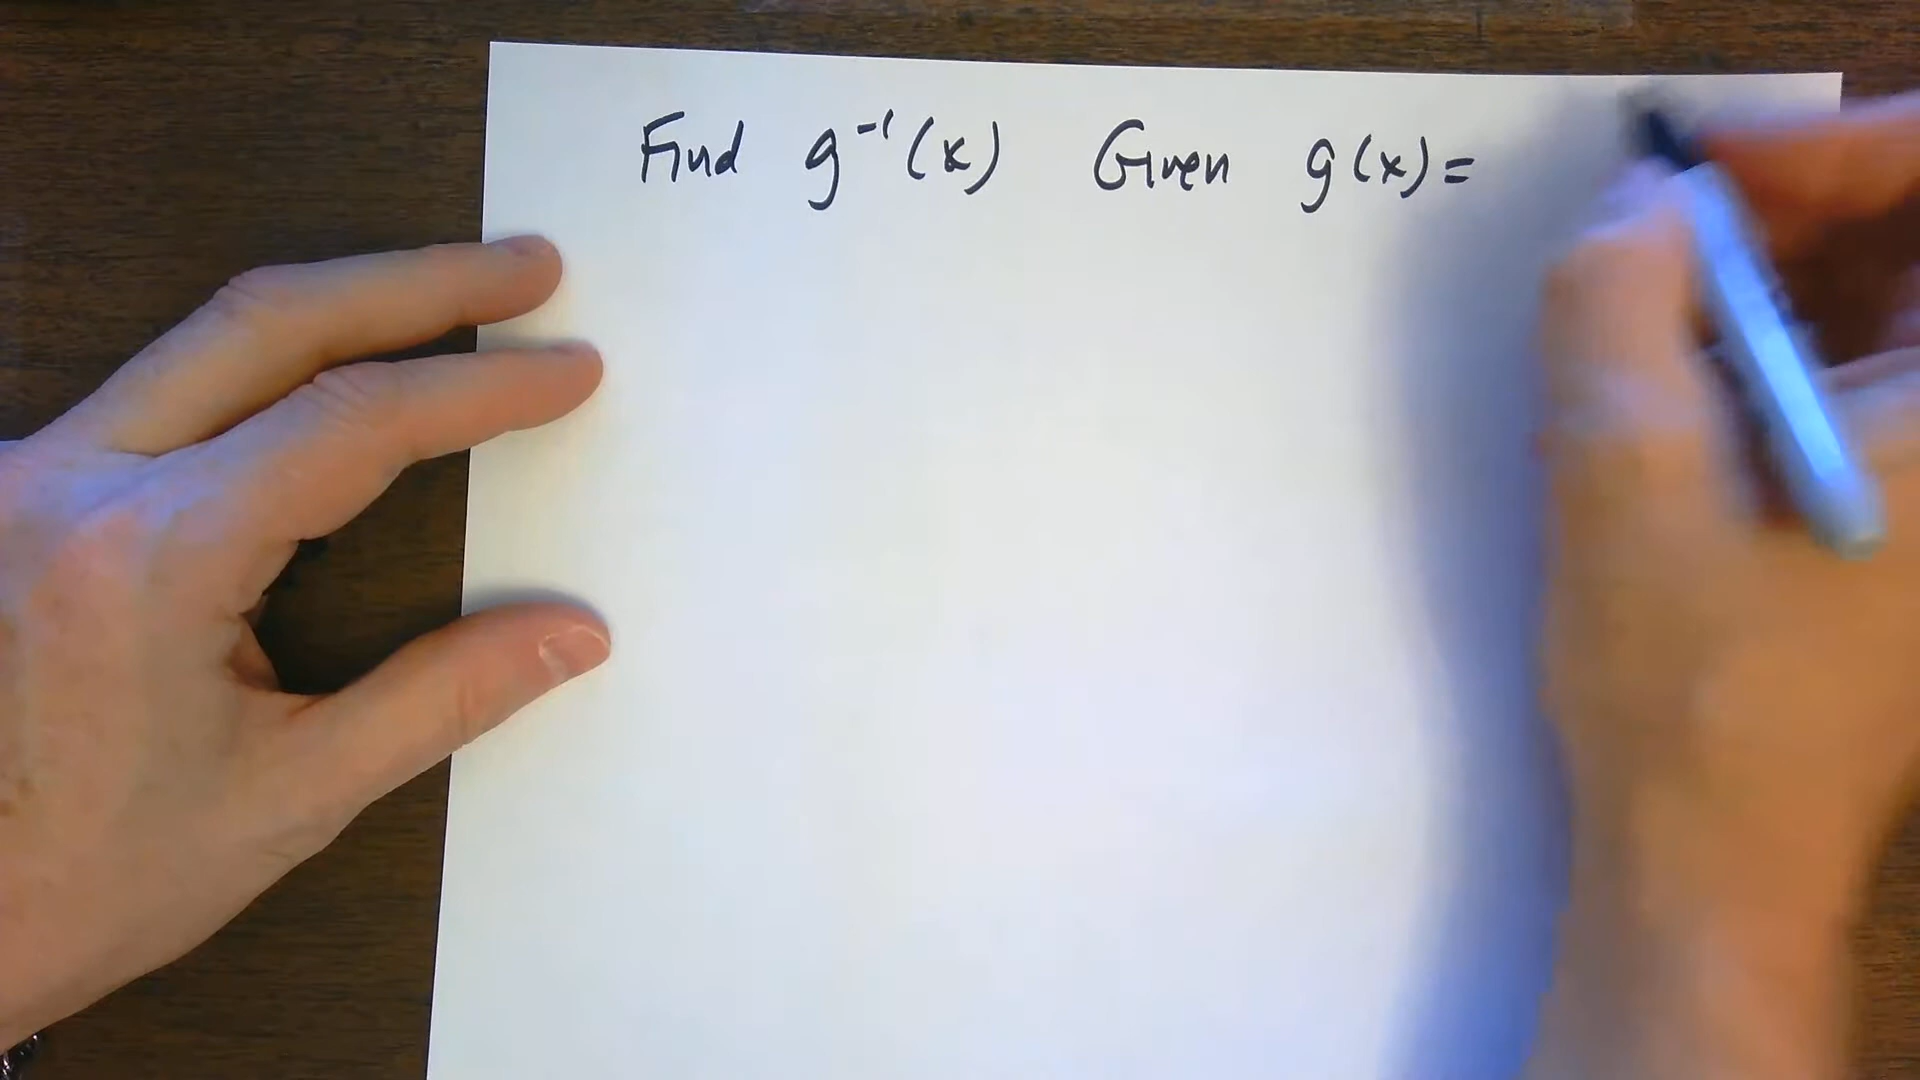 Find g⁻¹(x) Given g(x)=